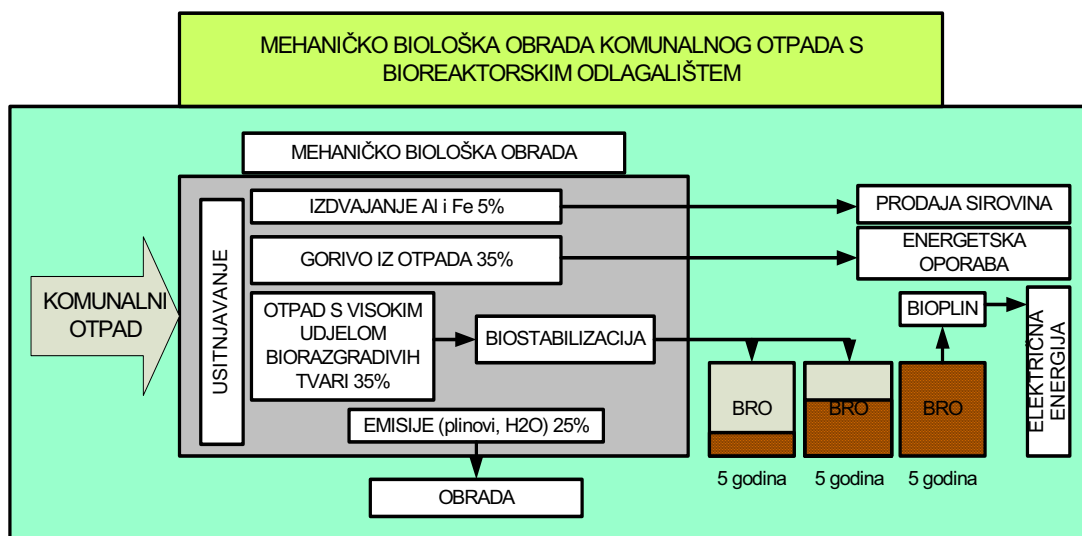 MEHANIČKO BIOLOŠKA OBRADA KOMUNALNOG OTPADA S
BIOREAKTORSKIM ODLAGALIŠTEM
MEHANIČKO BIOLOŠKA OBRADA
KOMUNALNI
OTPAD
USITNJAVANJE
IZDVAJANJE Al i Fe 5%
PRODAJA SIROVINA
GORIVO IZ OTPADA 35%
ENERGETSKA
OPORABA
OTPAD S VISOKIM
UDJELOM
BIORAZGRADIVIH
TVARI 35%
BIOSTABILIZACIJA
BIOPLIN
ELEKTRIČNA
ENERGIJA
BRO
BRO
BRO
5 godina
5 godina
5 godina
EMISIJE (plinovi, H2O) 25%
OBRADA